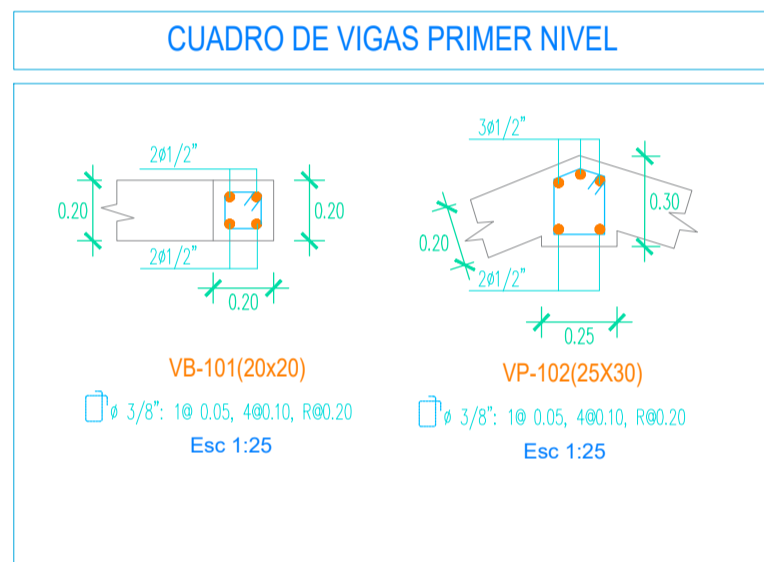 CUADRO DE VIGAS PRIMER NIVEL
2ø1/2"
0.20
0.20
2ø1/2"
0.20
VB-101(20x20)
ø 3/8": 1@ 0.05, 4@0.10, R@0.20
Esc 1:25
3ø1/2"
0.30
0.20
2ø1/2"
0.25
VP-102(25X30)
ø 3/8": 1@ 0.05, 4@0.10, R@0.20
Esc 1:25